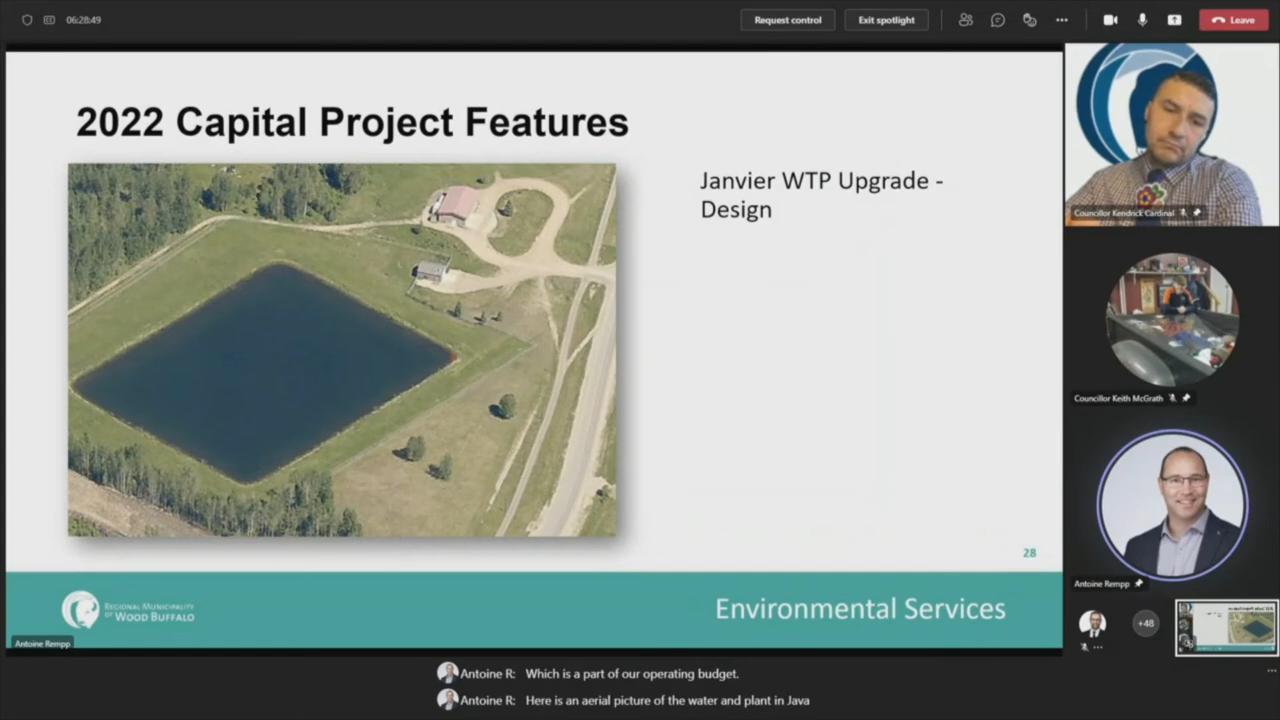 06:28:49
Request control
Exit spotlight
Leave
2022 Capital Project Features
Janvier WTP Upgrade -
Design
28
REGIONAL MUNICIPALITY
OF WOOD BUFFALO
Environmental Services
Antoine Rempp
Councillor Kendrick Cardinal
Councillor Keith McGrath
Antoine Rempp
+48
Antoine R: Which is a part of our operating budget.
Antoine R: Here is an aerial picture of the water and plant in Java